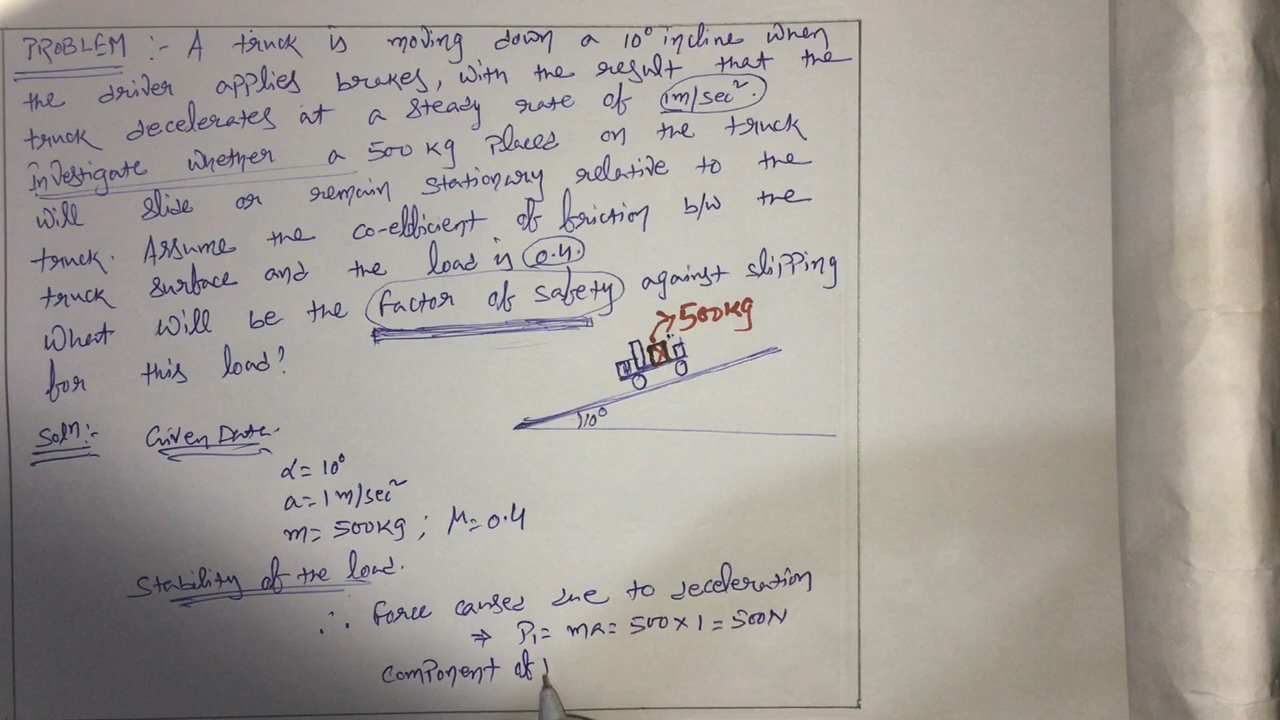 PROBLEM :- A truck is moving down a 10° incline when
the driver applies brakes, with the result that the
truck decelerates at a steady rate of 1m/sec².
Investigate whether a 500 kg places on the truck
will slide or remain stationary relative to the
truck. Assume the co-efficient of friction b/w the
truck surface and the load is 0.4.
What will be the factor of safety against slipping
for this load?
500kg
10°
Soln:- Given Data.
α = 10°
a = 1 m/sec²
m = 500kg ; μ = 0.4
Stability of the load.
∴ Force causes due to deceleration
⇒ P₁ = ma = 500 × 1 = 500N
component of